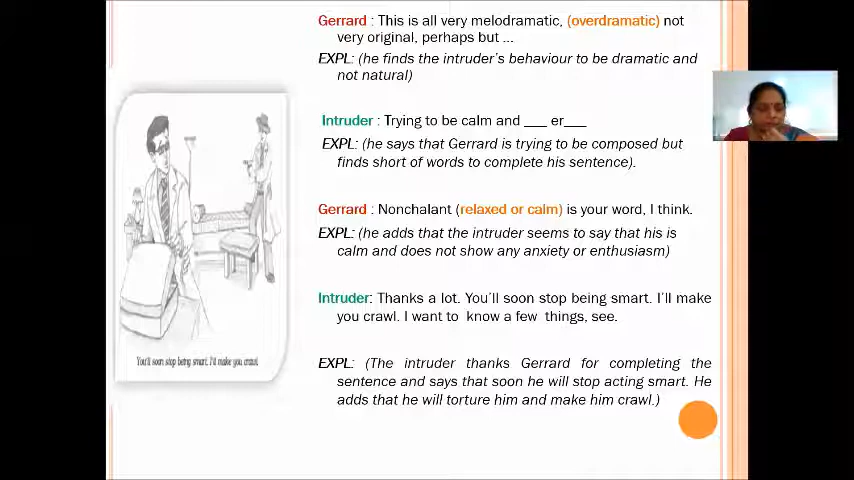 Gerrard : This is all very melodramatic, (overdramatic) not
very original, perhaps but ...
EXPL: (he finds the intruder's behaviour to be dramatic and
not natural)
Intruder : Trying to be calm and ___ er___
EXPL: (he says that Gerrard is trying to be composed but
finds short of words to complete his sentence).
Gerrard : Nonchalant (relaxed or calm) is your word, I think.
EXPL: (he adds that the intruder seems to say that his is
calm and does not show any anxiety or enthusiasm)
Intruder: Thanks a lot. You'll soon stop being smart. I'll make
you crawl. I want to know a few things, see.
EXPL: (The intruder thanks Gerrard for completing the
sentence and says that soon he will stop acting smart. He
adds that he will torture him and make him crawl.)
You'll soon stop being smart. I'll make you crawl.